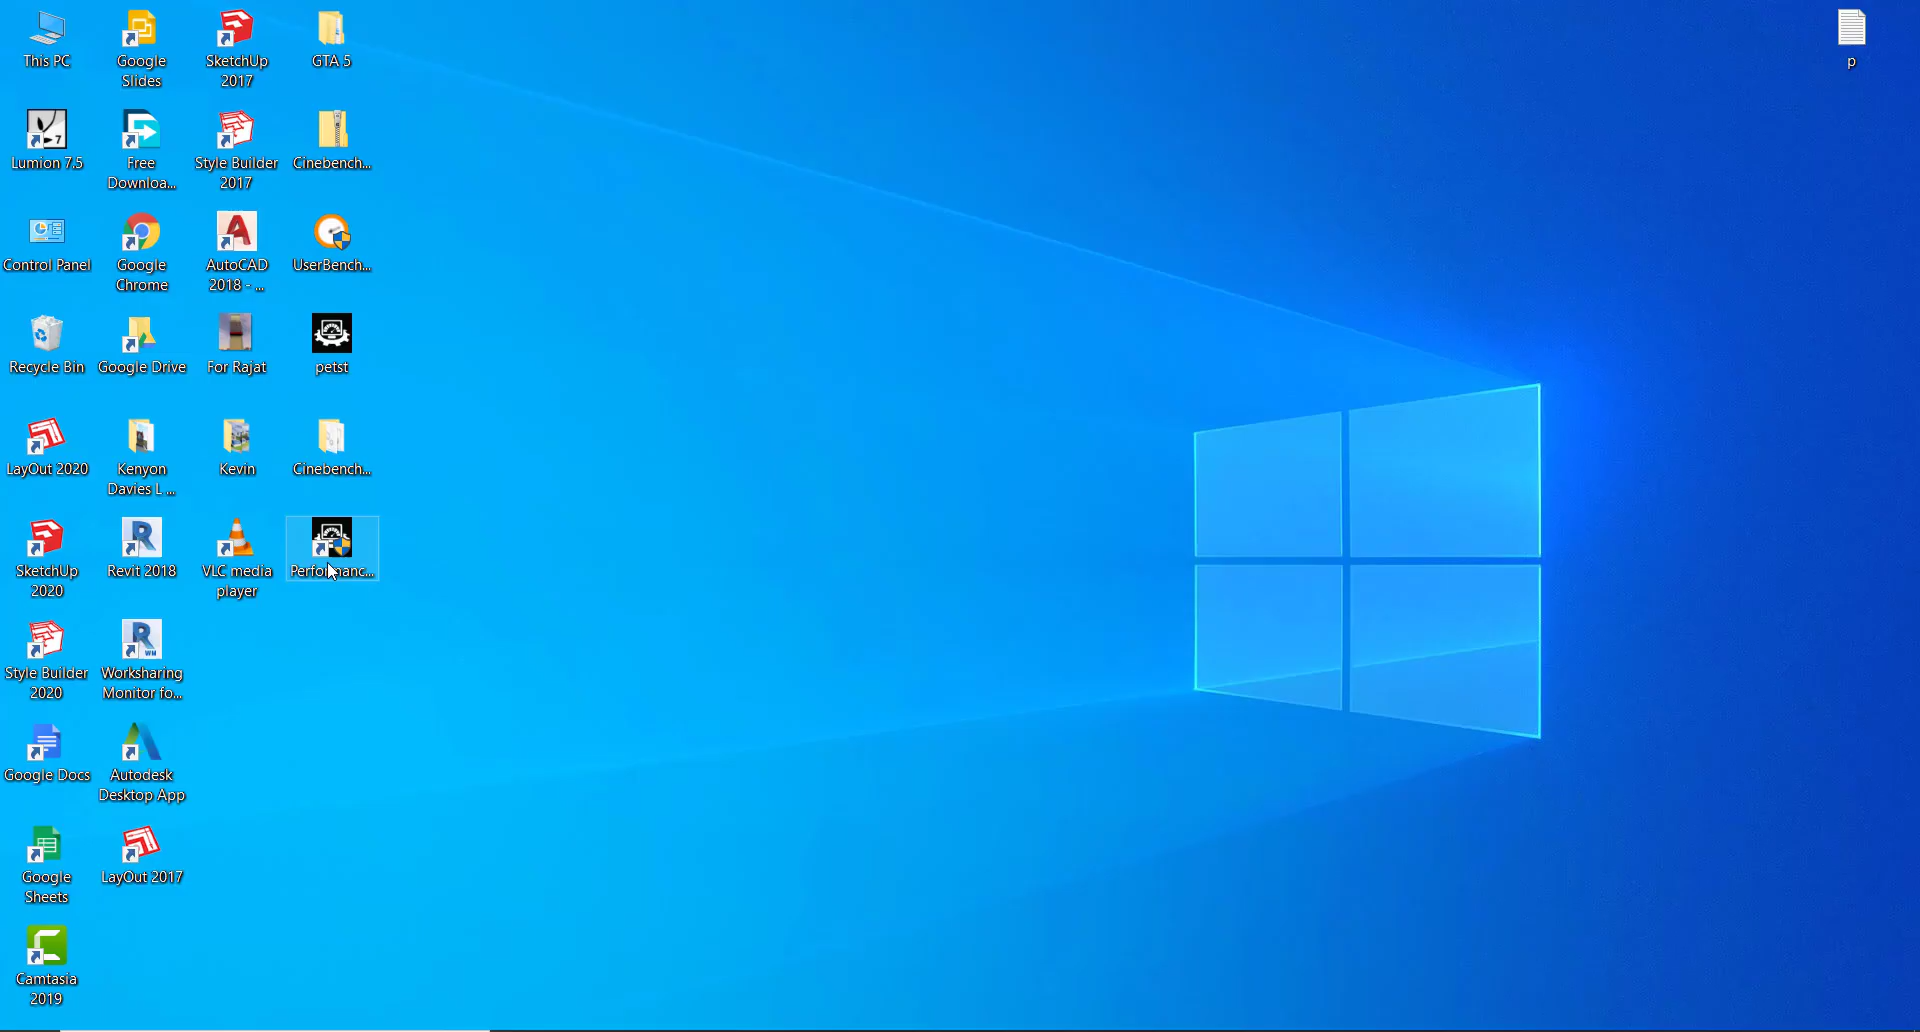 This PC
Google
Slides
SketchUp
2017
GTA 5
p
7
Lumion 7.5
Free
Downloa...
Style Builder
2017
Cinebench...
Control Panel
Google
Chrome
AutoCAD
2018 - ...
UserBench...
Recycle Bin
Google Drive
For Rajat
petst
LayOut 2020
Kenyon
Davies L ...
Kevin
Cinebench...
SketchUp
2020
Revit 2018
VLC media
player
Performanc...
Style Builder
2020
WM
Worksharing
Monitor fo...
Google Docs
Autodesk
Desktop App
Google
Sheets
LayOut 2017
Camtasia
2019